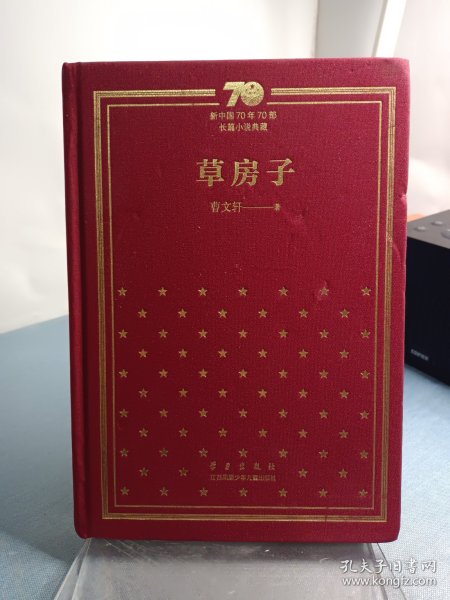 70
新中国70年70部
长篇小说典藏
草房子
曹文轩——著
学习出版社
江西凤凰少年儿童出版社
EDIFIER
孔夫子旧书网
www.kongfz.com